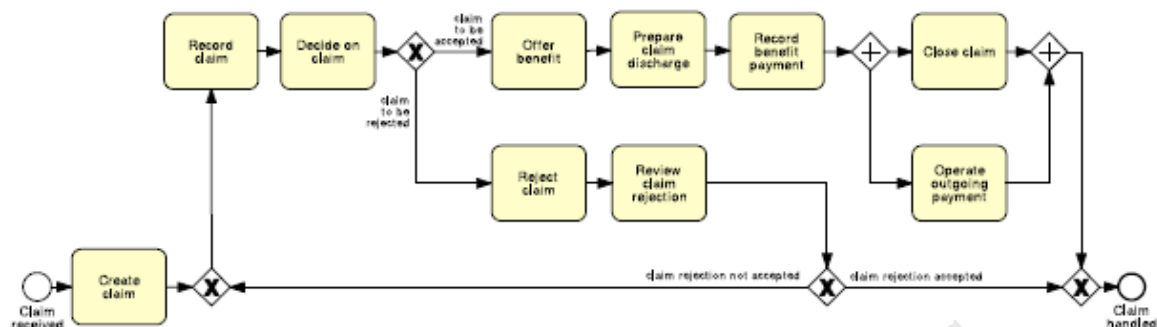 Record
claim
Decide on
claim
claim
to be
accepted
Offer
benefit
Prepare
claim
discharge
Record
benefit
payment
Close claim
claim
to be
rejected
Reject
claim
Review
claim
rejection
Operate
outgoing
payment
Create
claim
claim rejection not accepted
claim rejection accepted
Claim
received
Claim
handled